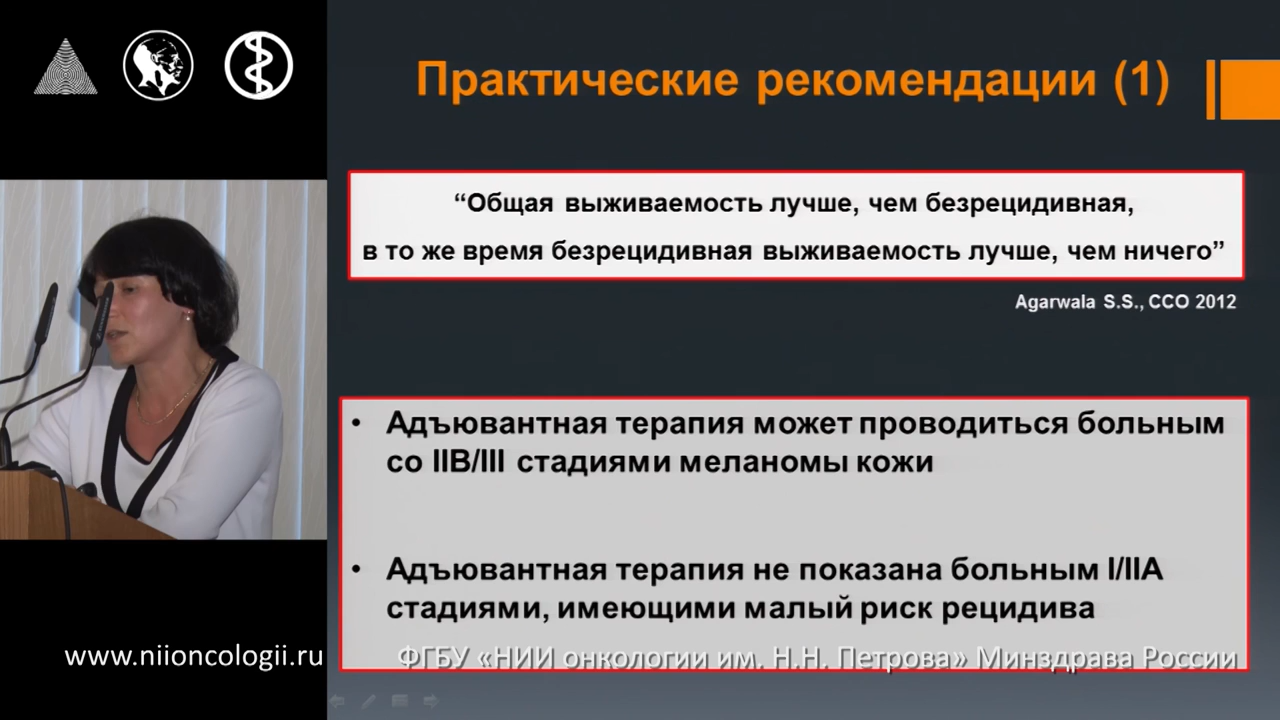 Практические рекомендации (1)
“Общая выживаемость лучше, чем безрецидивная,
в то же время безрецидивная выживаемость лучше, чем ничего”
Agarwala S.S., CCO 2012
• Адъювантная терапия может проводиться больным
со IIB/III стадиями меланомы кожи
• Адъювантная терапия не показана больным I/IIA
стадиями, имеющими малый риск рецидива
www.niioncologii.ru
ФГБУ «НИИ онкологии им. Н.Н. Петрова» Минздрава России